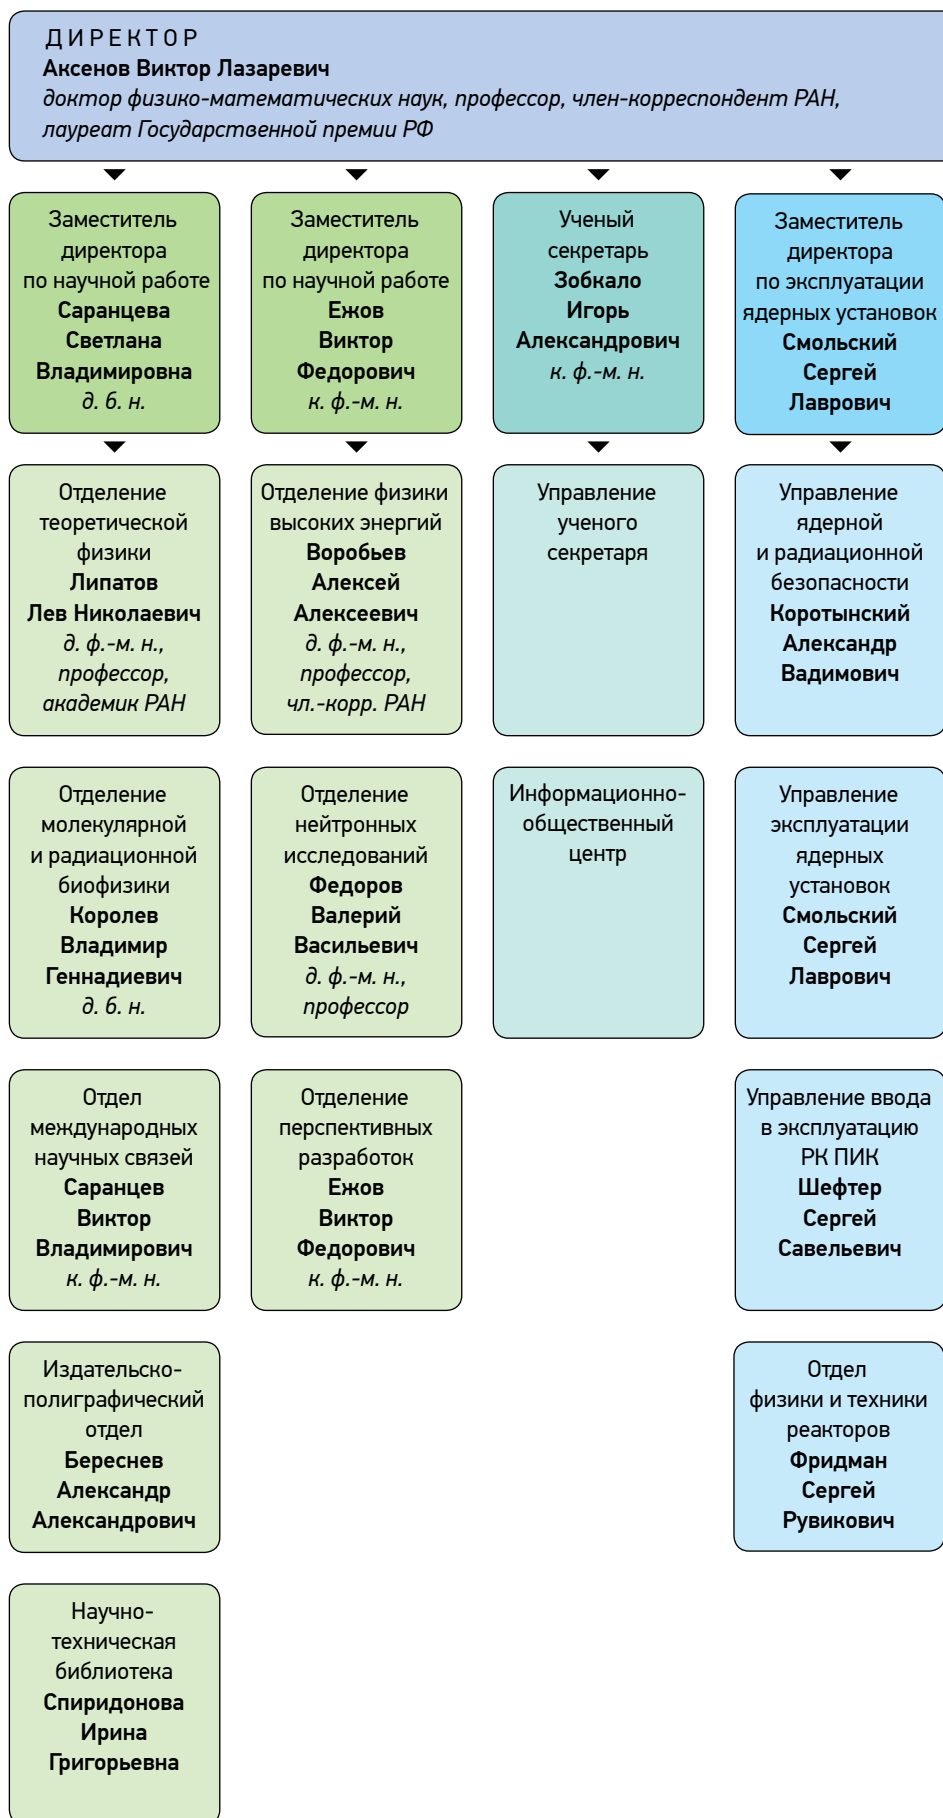 ДИРЕКТОР
Аксенов Виктор Лазаревич
доктор физико-математических наук, профессор, член-корреспондент РАН,
лауреат Государственной премии РФ
Заместитель
директора
по научной работе
Саранцева
Светлана
Владимировна
д. б. н.
Заместитель
директора
по научной работе
Ежов
Виктор
Федорович
к. ф.-м. н.
Ученый
секретарь
Зобкало
Игорь
Александрович
к. ф.-м. н.
Заместитель
директора
по эксплуатации
ядерных установок
Смольский
Сергей
Лаврович
Отделение
теоретической
физики
Липатов
Лев Николаевич
д. ф.-м. н.,
профессор,
академик РАН
Отделение физики
высоких энергий
Воробьев
Алексей
Алексеевич
д. ф.-м. н.,
профессор,
чл.-корр. РАН
Управление
ученого
секретаря
Управление
ядерной
и радиационной
безопасности
Коротынский
Александр
Вадимович
Отделение
молекулярной
и радиационной
биофизики
Королев
Владимир
Геннадиевич
д. б. н.
Отделение
нейтронных
исследований
Федоров
Валерий
Васильевич
д. ф.-м. н.,
профессор
Информационно-
общественный
центр
Управление
эксплуатации
ядерных
установок
Смольский
Сергей
Лаврович
Отдел
международных
научных связей
Саранцев
Виктор
Владимирович
к. ф.-м. н.
Отделение
перспективных
разработок
Ежов
Виктор
Федорович
к. ф.-м. н.
Управление ввода
в эксплуатацию
РК ПИК
Шефтер
Сергей
Савельевич
Издательско-
полиграфический
отдел
Береснев
Александр
Александрович
Отдел
физики и техники
реакторов
Фридман
Сергей
Рувикович
Научно-
техническая
библиотека
Спиридонова
Ирина
Григорьевна